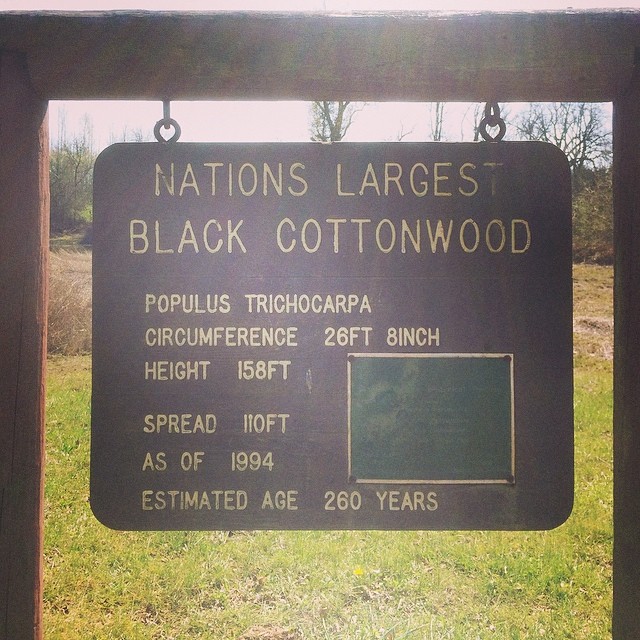 NATIONS LARGEST
BLACK COTTONWOOD
POPULUS TRICHOCARPA
CIRCUMFERENCE 26FT 8INCH
HEIGHT 158FT
SPREAD 110FT
AS OF 1994
ESTIMATED AGE 260 YEARS